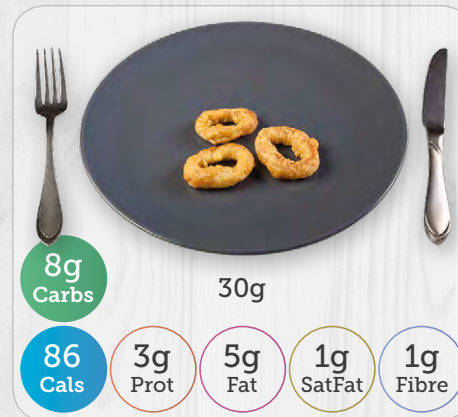 8g
Carbs
30g
86
Cals
3g
Prot
5g
Fat
1g
SatFat
1g
Fibre